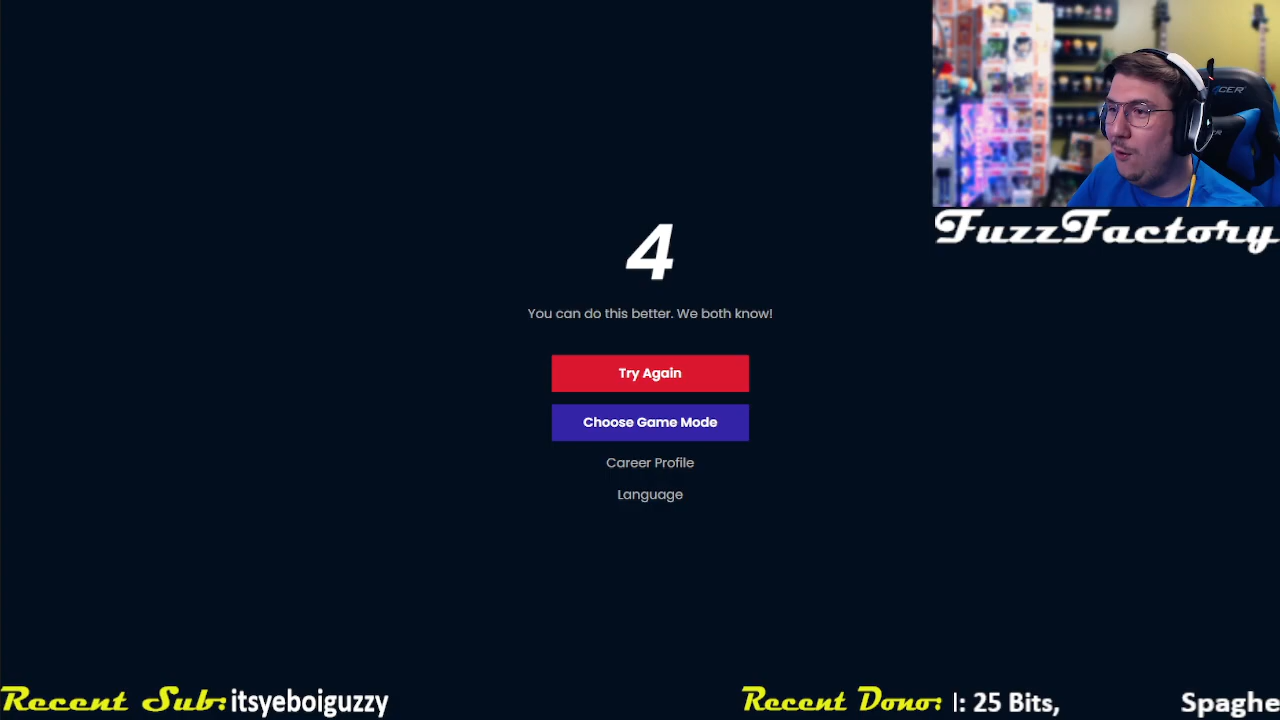 FuzzFactory
4
You can do this better. We both know!
Try Again
Choose Game Mode
Career Profile
Language
Recent Sub: itsyeboiguzzy
Recent Dono: : 25 Bits,